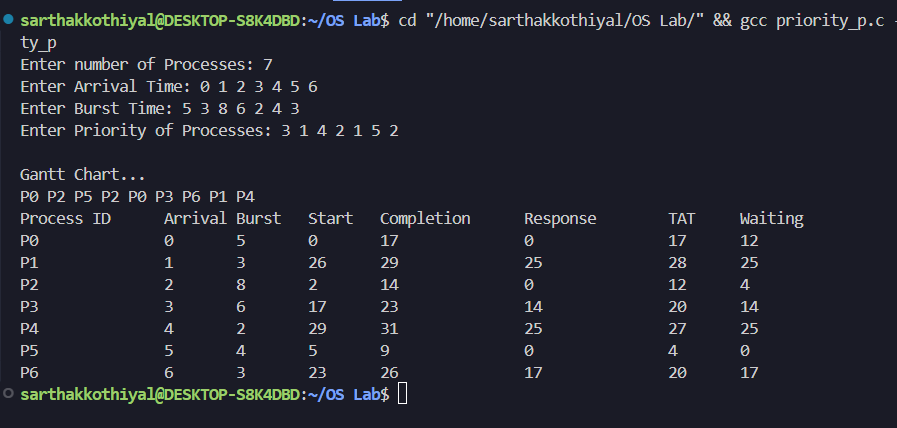 sarthakkothiyal@DESKTOP-S8K4DBD:~/OS Lab$ cd "/home/sarthakkothiyal/OS Lab/" && gcc priority_p.c -
ty_p
Enter number of Processes: 7
Enter Arrival Time: 0 1 2 3 4 5 6
Enter Burst Time: 5 3 8 6 2 4 3
Enter Priority of Processes: 3 1 4 2 1 5 2

Gantt Chart...
P0 P2 P5 P2 P0 P3 P6 P1 P4
Process ID Arrival Burst Start Completion Response TAT Waiting
P0 0 5 0 17 0 17 12
P1 1 3 26 29 25 28 25
P2 2 8 2 14 0 12 4
P3 3 6 17 23 14 20 14
P4 4 2 29 31 25 27 25
P5 5 4 5 9 0 4 0
P6 6 3 23 26 17 20 17
sarthakkothiyal@DESKTOP-S8K4DBD:~/OS Lab$